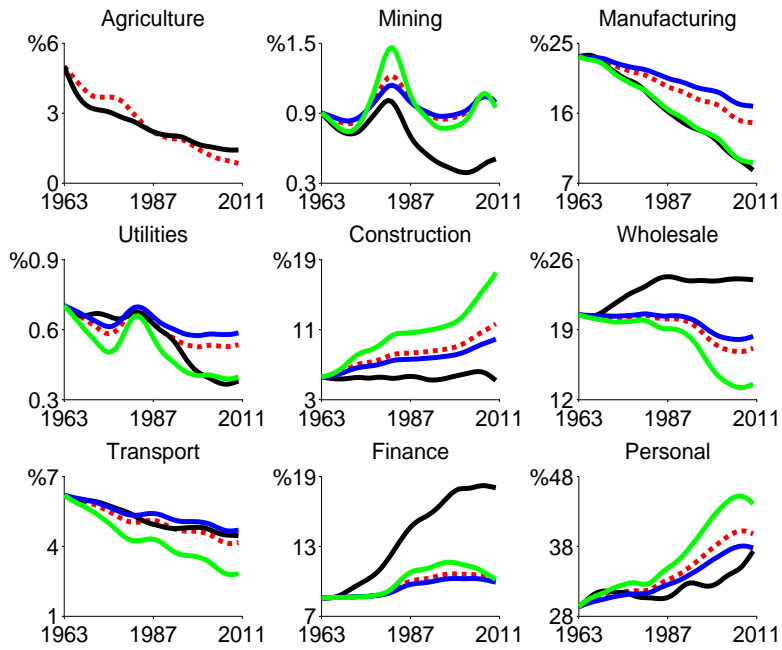 Agriculture Mining Manufacturing
%6 %1.5 %25
3 0.9 16
0 0.3 7
1963 1987 2011 1963 1987 2011 1963 1987 2011
Utilities Construction Wholesale
%0.9 %19 %26
0.6 11 19
0.3 3 12
1963 1987 2011 1963 1987 2011 1963 1987 2011
Transport Finance Personal
%7 %19 %48
4 13 38
1 7 28
1963 1987 2011 1963 1987 2011 1963 1987 2011